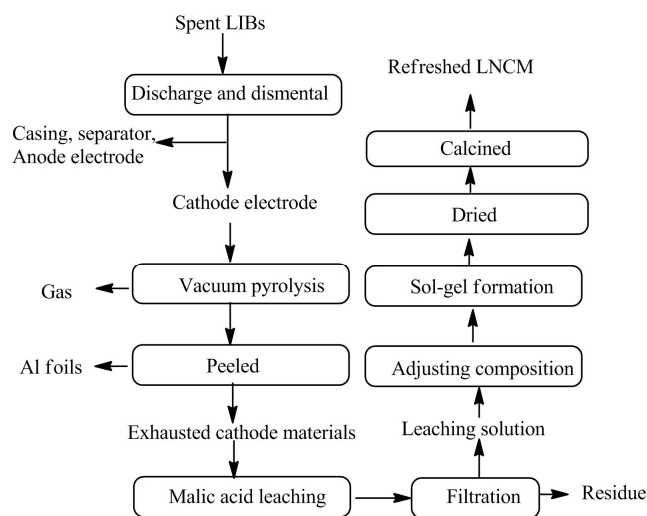 Spent LIBs
Discharge and dismental
Casing, separator,
Anode electrode
Cathode electrode
Vacuum pyrolysis
Gas
Peeled
Al foils
Exhausted cathode materials
Malic acid leaching
Filtration
Residue
Leaching solution
Adjusting composition
Sol-gel formation
Dried
Calcined
Refreshed LNCM